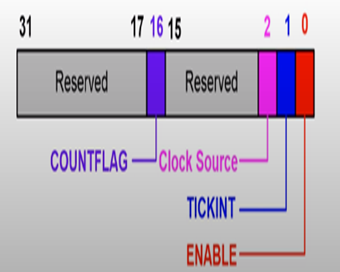 31 17 16 15 2 1 0
Reserved Reserved
COUNTFLAG Clock Source
TICKINT
ENABLE